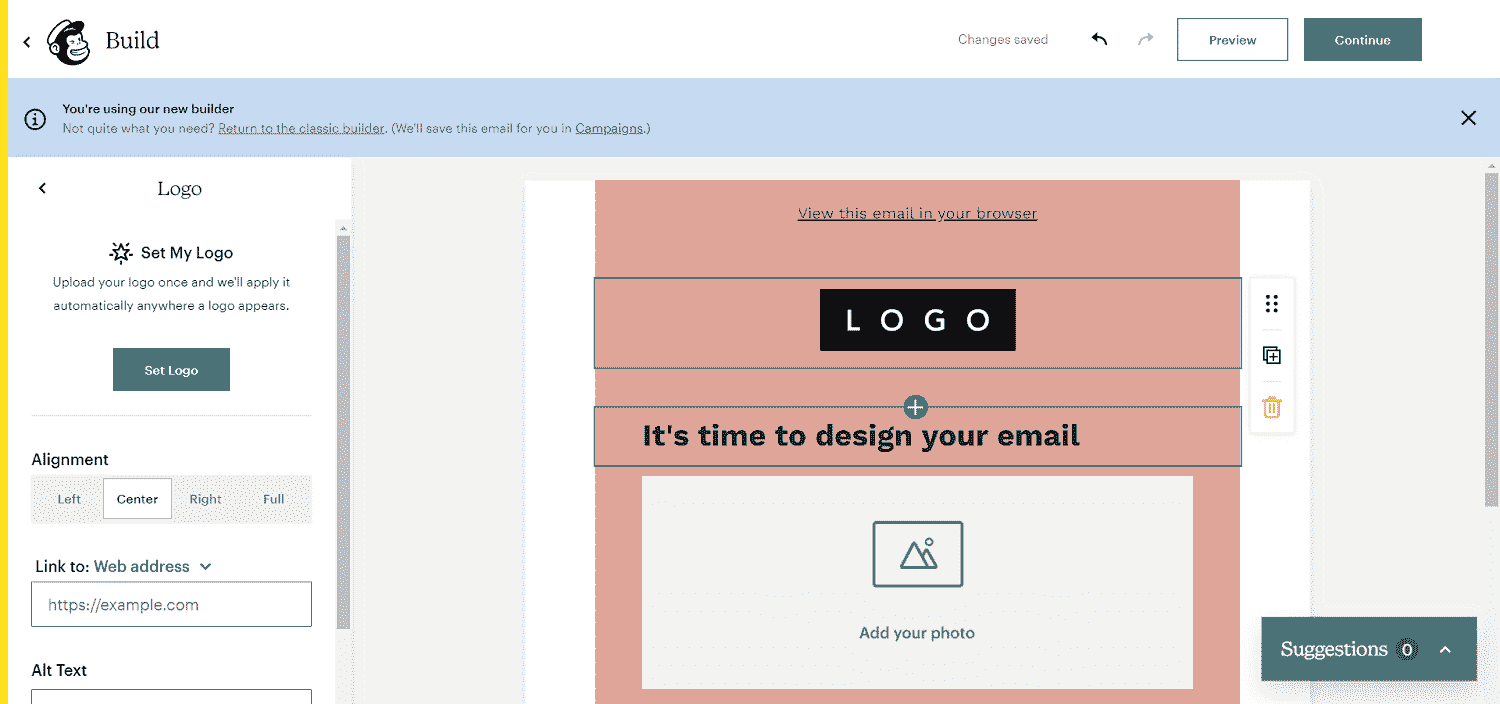 Build
Changes saved
Preview
Continue
You're using our new builder
Not quite what you need? Return to the classic builder. (We'll save this email for you in Campaigns.)
Logo
Set My Logo
Upload your logo once and we'll apply it
automatically anywhere a logo appears.
Set Logo
Alignment
Left Center Right Full
Link to: Web address
https://example.com
Alt Text
View this email in your browser
LOGO
It's time to design your email
Add your photo
Suggestions 0